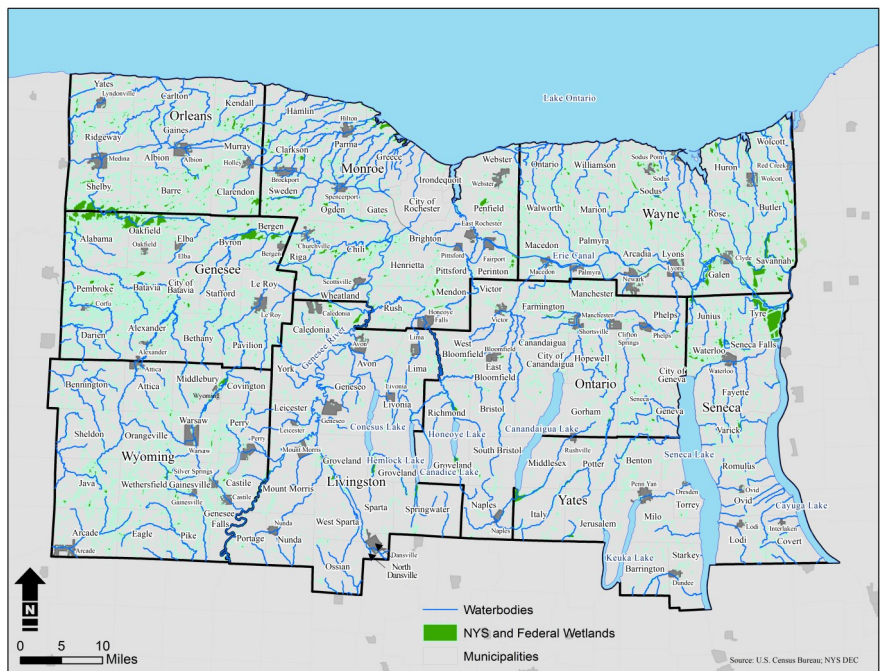 Lake Ontario
Yates
Lyndonville
Carlton
Kendall
Orleans
Gaines
Ridgeway
Medina
Albion
Albion
Murray
Holley
Shelby
Barre
Clarendon
Hamlin
Hilton
Parma
Clarkson
Greece
Monroe
Irondequoit
Brockport
Sweden
Spencerport
Ogden
Gates
City of
Rochester
Webster
Webster
Penfield
East Rochester
Brighton
Fairport
Pittsford
Pittsford
Perinton
Churchville
Riga
Chili
Henrietta
Scottsville
Wheatland
Mendon
Rush
Honeoye
Falls
Ontario
Williamson
Sodus Point
Sodus
Sodus
Huron
Wolcott
Red Creek
Wolcott
Walworth
Marion
Wayne
Rose
Butler
Macedon
Palmyra
Erie Canal
Arcadia
Lyons
Lyons
Clyde
Savannah
Galen
Macedon
Palmyra
Newark
Alabama
Oakfield
Oakfield
Elba
Elba
Byron
Bergen
Bergen
Genesee
Pembroke
Corfu
Batavia
City of
Batavia
Stafford
Le Roy
Le Roy
Darien
Alexander
Alexander
Bethany
Pavilion
Caledonia
Caledonia
Genesee River
Avon
Avon
Lima
Lima
York
Geneseo
Geneseo
Livonia
Livonia
Leicester
Leicester
Conesus Lake
Mount Morris
Mount Morris
Groveland
Hemlock Lake
Groveland
Livingston
Canadice Lake
Groveland
Honeoye Lake
Richmond
Sparta
Springwater
West Sparta
Portage
Nunda
Nunda
Ossian
Dansville
North
Dansville
Bennington
Attica
Attica
Middlebury
Wyoming
Covington
Sheldon
Orangeville
Warsaw
Warsaw
Perry
Perry
Wyoming
Silver Springs
Castile
Castile
Java
Wethersfield
Gainesville
Gainesville
Genesee
Falls
Arcade
Arcade
Eagle
Pike
Victor
Victor
Farmington
Manchester
Manchester
Shortsville
Clifton
Springs
Phelps
Phelps
West
Bloomfield
Bloomfield
East
Bloomfield
Canandaigua
City of
Canandaigua
Hopewell
Ontario
City of
Geneva
Geneva
Seneca
Gorham
Bristol
Canandaigua Lake
South Bristol
Naples
Naples
Rushville
Middlesex
Potter
Benton
Seneca Lake
Yates
Penn Yan
Dresden
Torrey
Milo
Italy
Jerusalem
Keuka Lake
Barrington
Starkey
Dundee
Junius
Tyre
Seneca Falls
Waterloo
Waterloo
Fayette
Seneca
Varick
Romulus
Ovid
Ovid
Cayuga Lake
Lodi
Lodi
Interlaken
Covert
N
0 5 10
Miles
Waterbodies
NYS and Federal Wetlands
Municipalities
Source: U.S. Census Bureau; NYS DEC